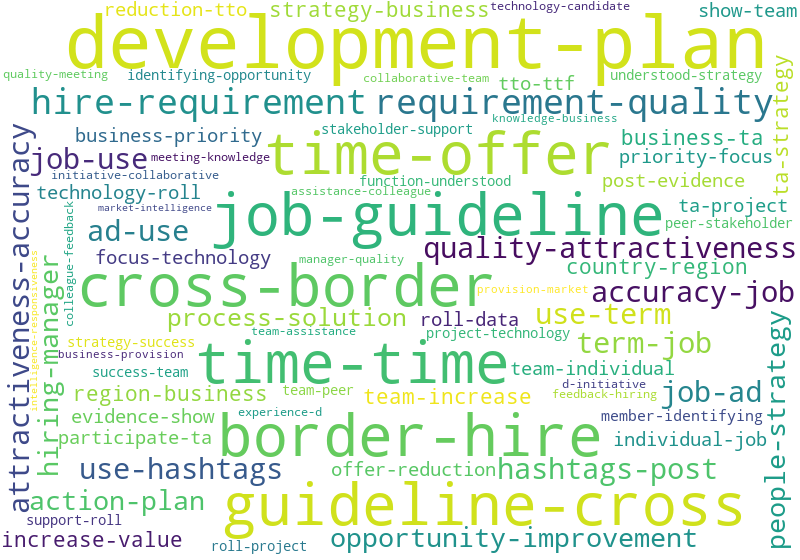 reduction-tto
strategy-business
technology-candidate
show-team
development-plan
quality-meeting
identifying-opportunity
collaborative-team
tto-ttf
understood-strategy
ta-strategy
hire-requirement
requirement-quality
knowledge-business
business-priority
stakeholder-support
business-ta
attractiveness-accuracy
job-use
meeting-knowledge
time-offer
priority-focus
initiative-collaborative
function-understood
post-evidence
technology-roll
assistance-colleague
ta-project
market-intelligence
job-guideline
peer-stakeholder
colleague-feedback
ad-use
quality-attractiveness
intelligence-responsiveness
hiring-manager
focus-technology
manager-quality
country-region
cross-border
provision-market
accuracy-job
process-solution
roll-data
use-term
people-strategy
strategy-success
team-assistance
project-technology
term-job
business-provision
time-time
success-team
team-individual
region-business
team-peer
team-increase
d-initiative
feedback-hiring
job-ad
evidence-show
experience-d
member-identifying
participate-ta
border-hire
individual-job
use-hashtags
offer-reduction
hashtags-post
action-plan
guideline-cross
support-roll
increase-value
roll-project
opportunity-improvement